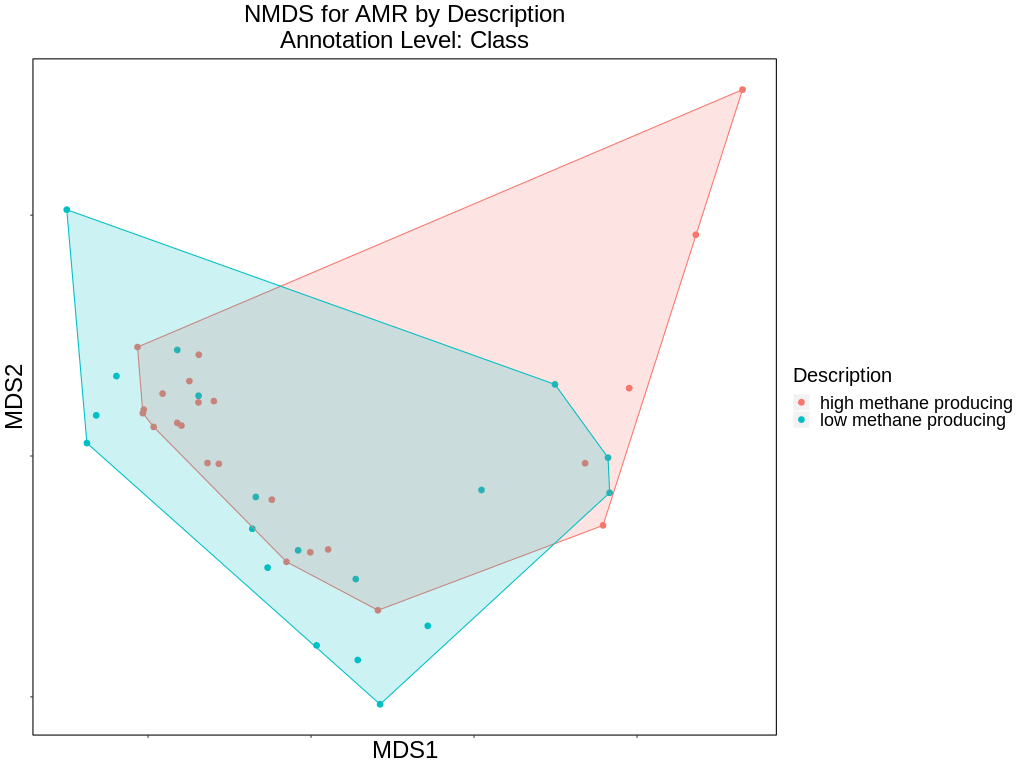 NMDS for AMR by Description
Annotation Level: Class
MDS2
MDS1
Description
high methane producing
low methane producing